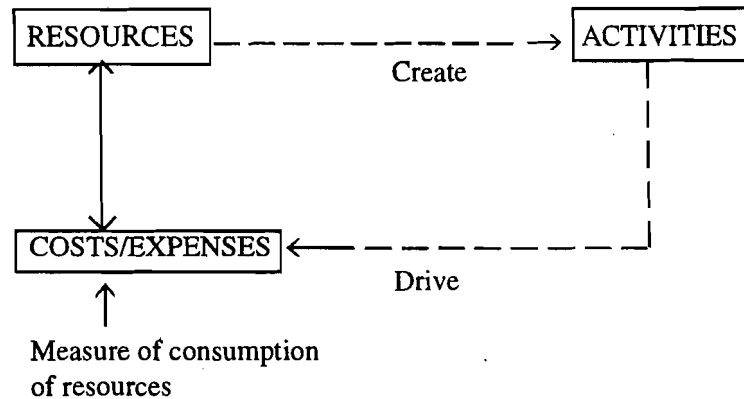 RESOURCES
ACTIVITIES
Create
COSTS/EXPENSES
Drive
Measure of consumption
of resources